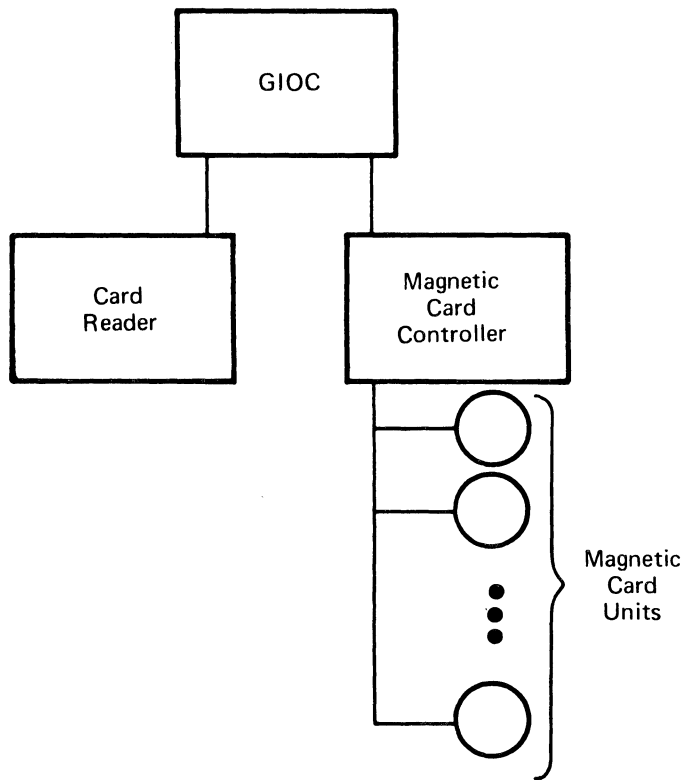 GIOC
Card
Reader
Magnetic
Card
Controller
Magnetic
Card
Units